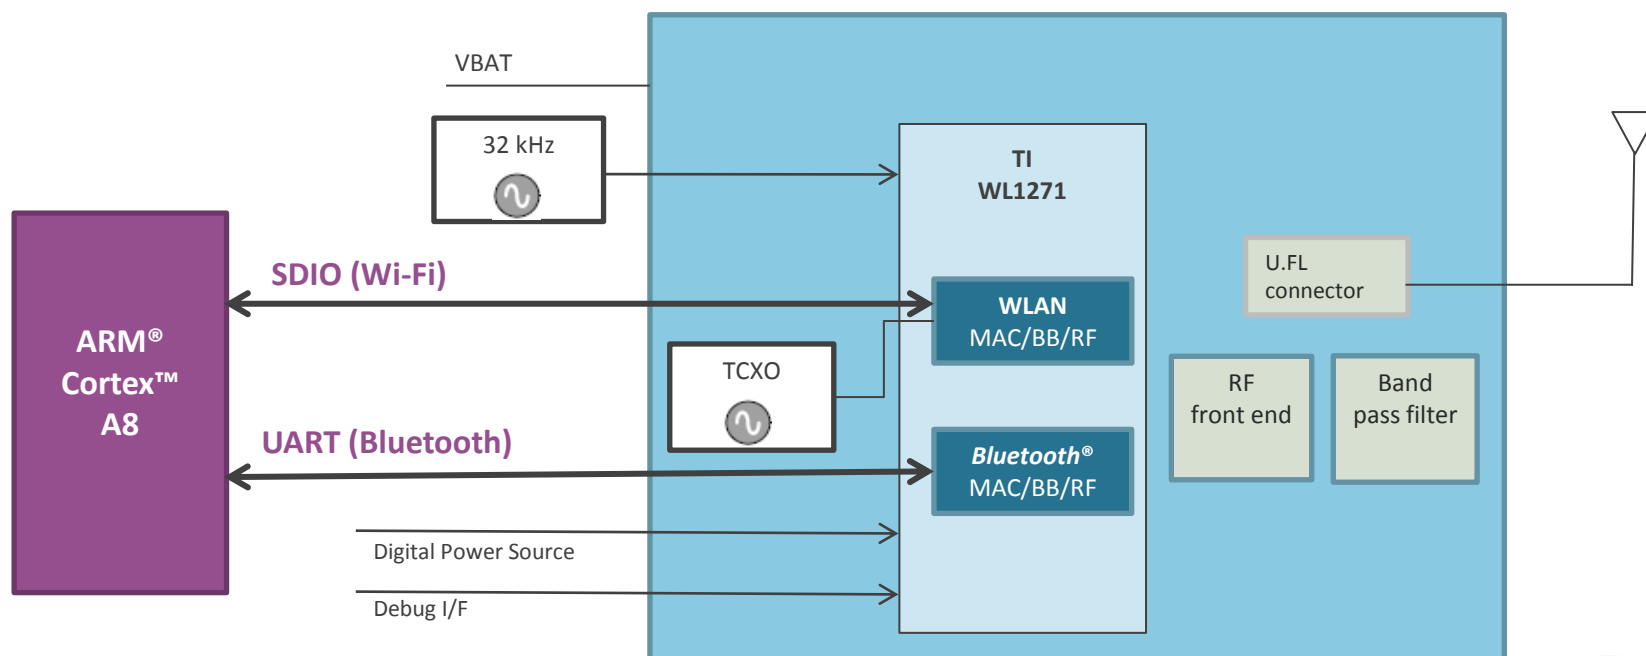 VBAT
32 kHz
TI
WL1271
SDIO (Wi-Fi)
U.FL
connector
WLAN
MAC/BB/RF
ARM®
Cortex™
A8
TCXO
RF
front end
Band
pass filter
UART (Bluetooth)
Bluetooth®
MAC/BB/RF
Digital Power Source
Debug I/F